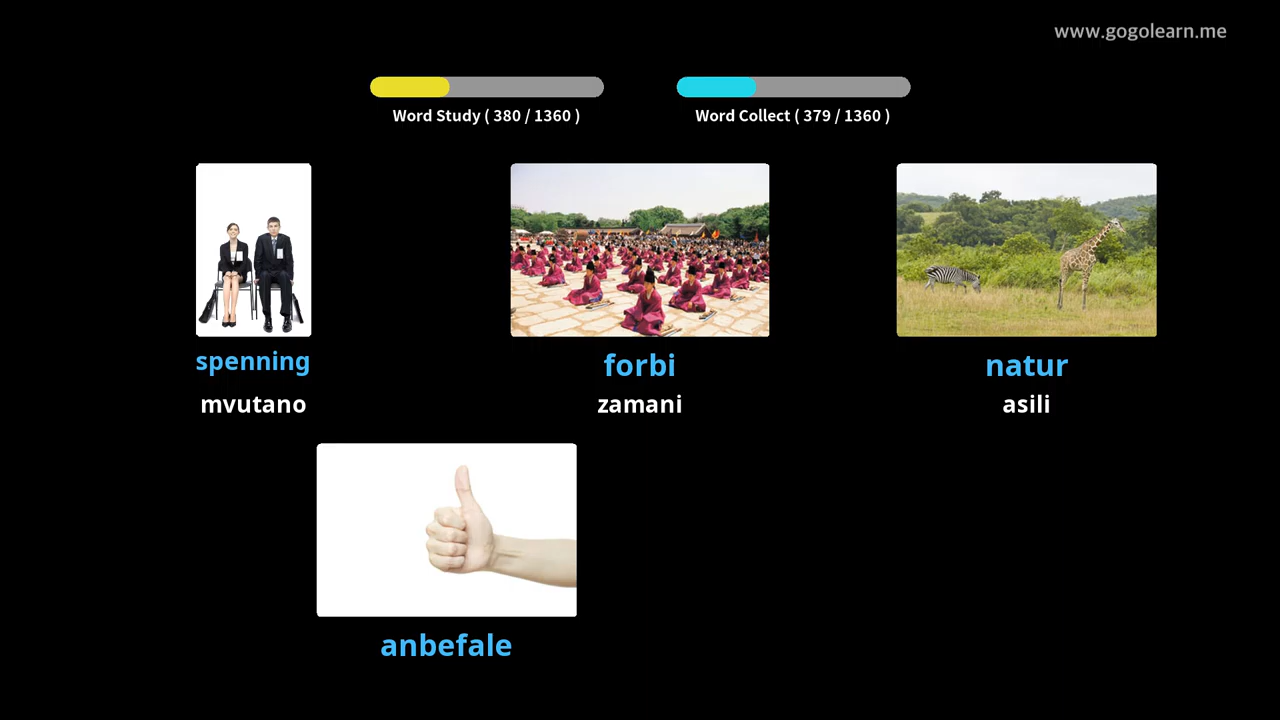 www.gogolearn.me
Word Study ( 380 / 1360 )
Word Collect ( 379 / 1360 )
spenning
forbi
natur
mvutano
zamani
asili
anbefale